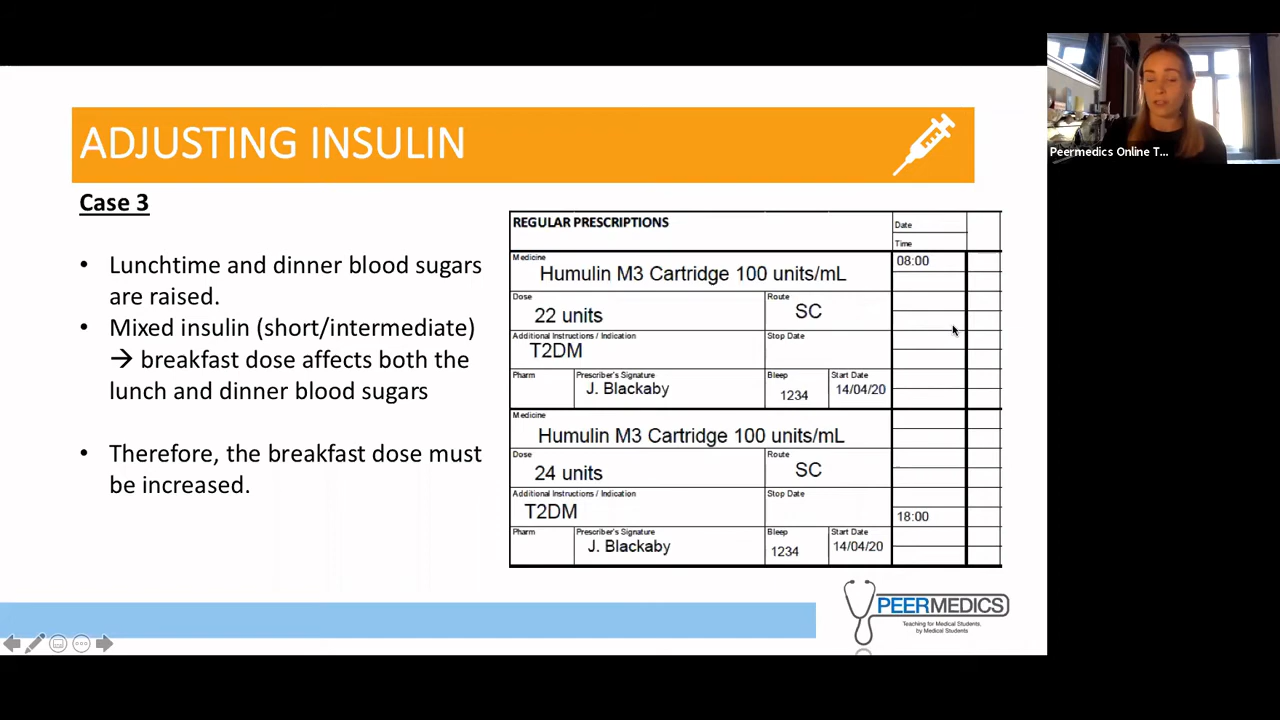 ADJUSTING INSULIN
Peermedics Online T...
Case 3
• Lunchtime and dinner blood sugars
are raised.
• Mixed insulin (short/intermediate)
→ breakfast dose affects both the
lunch and dinner blood sugars
• Therefore, the breakfast dose must
be increased.
REGULAR PRESCRIPTIONS
Date
Time
Medicine
Humulin M3 Cartridge 100 units/mL
08:00
Dose
22 units
Route
SC
Additional Instructions / Indication
T2DM
Stop Date
Pharm
Prescriber's Signature
J. Blackaby
Bleep
1234
Start Date
14/04/20
Medicine
Humulin M3 Cartridge 100 units/mL
Dose
24 units
Route
SC
Additional Instructions / Indication
T2DM
Stop Date
18:00
Pharm
Prescriber's Signature
J. Blackaby
Bleep
1234
Start Date
14/04/20
PEERMEDICS
Teaching for Medical Students,
by Medical Students